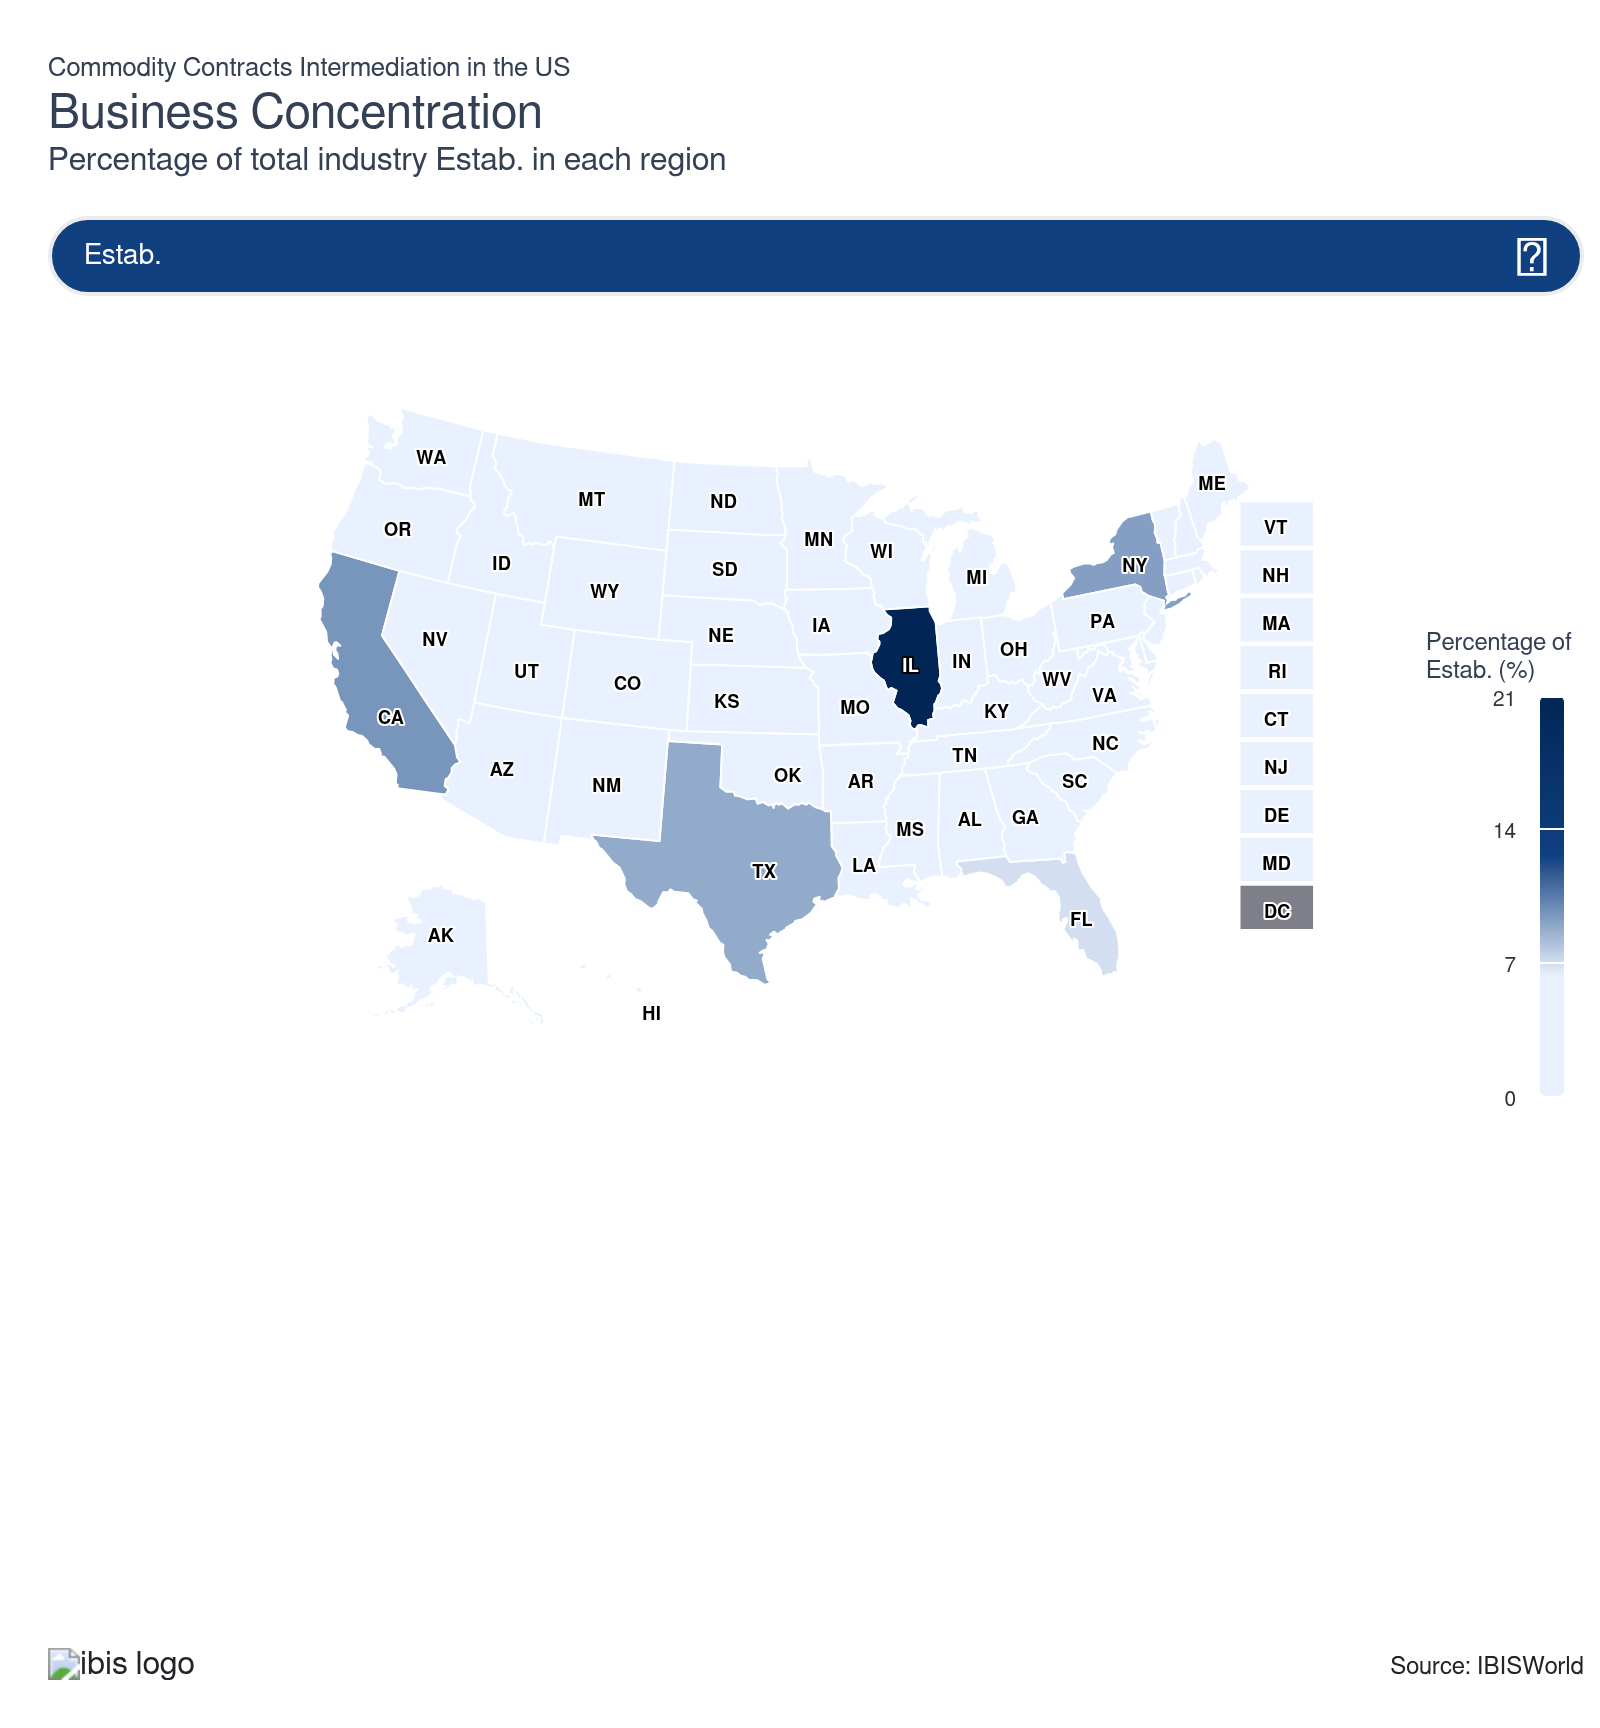 Commodity Contracts Intermediation in the US
Business Concentration
Percentage of total industry Estab. in each region
Estab.
WA
ME
MT
ND
VT
OR
MN
WI
NY
ID
SD
MI
NH
WY
PA
MA
NE
IA
NV
OH
Percentage of
Estab. (%)
IL
IN
UT
RI
CO
WV
VA
21
KS
MO
KY
CA
CT
NC
TN
AZ
NJ
OK
NM
AR
SC
DE
AL
GA
MS
14
LA
MD
TX
DC
FL
AK
7
HI
0
ibis logo
Source: IBISWorld